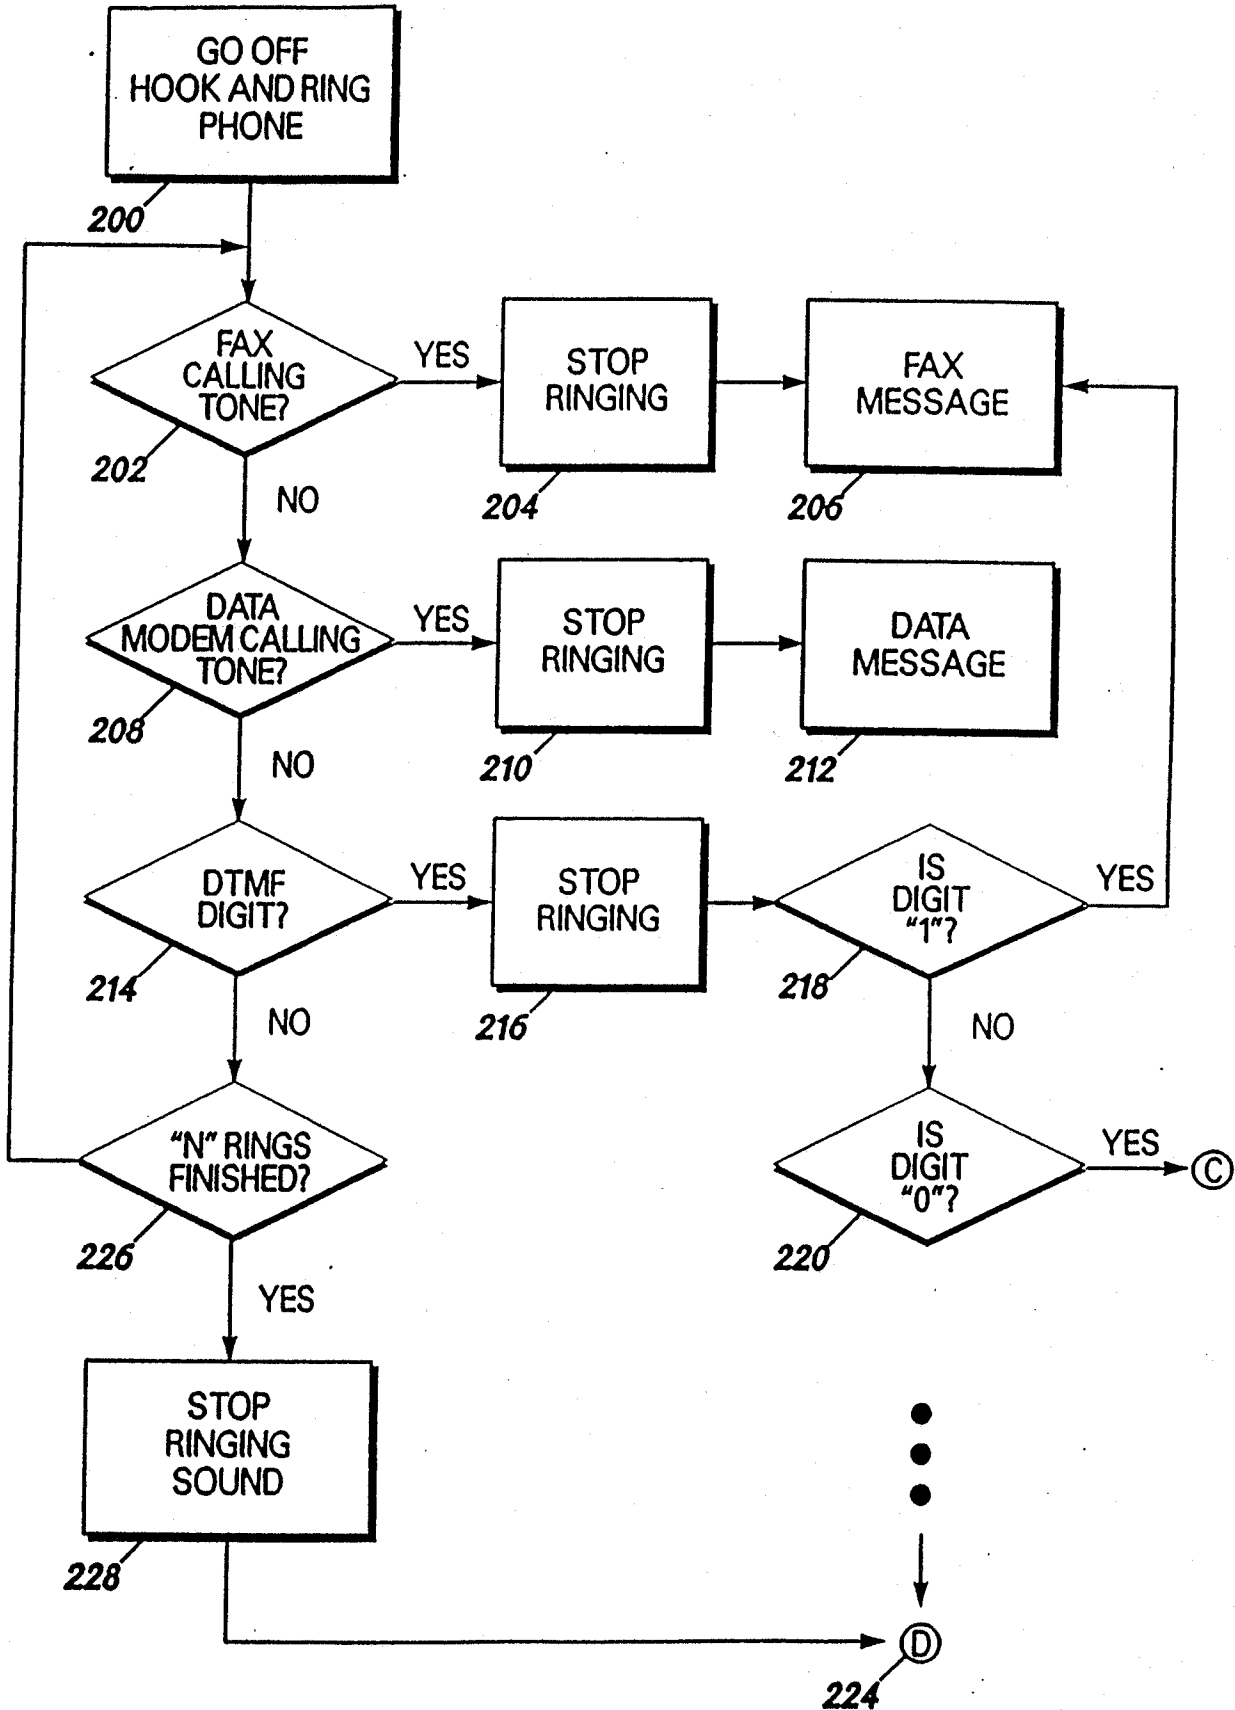 GO OFF
HOOK AND RING
PHONE
200
FAX
CALLING
TONE?
202
YES
STOP
RINGING
204
FAX
MESSAGE
206
NO
DATA
MODEM CALLING
TONE?
208
YES
STOP
RINGING
210
DATA
MESSAGE
212
NO
DTMF
DIGIT?
214
YES
STOP
RINGING
216
IS
DIGIT
"1"?
218
YES
NO
NO
"N" RINGS
FINISHED?
226
IS
DIGIT
"0"?
220
YES
C
YES
STOP
RINGING
SOUND
228
D
224